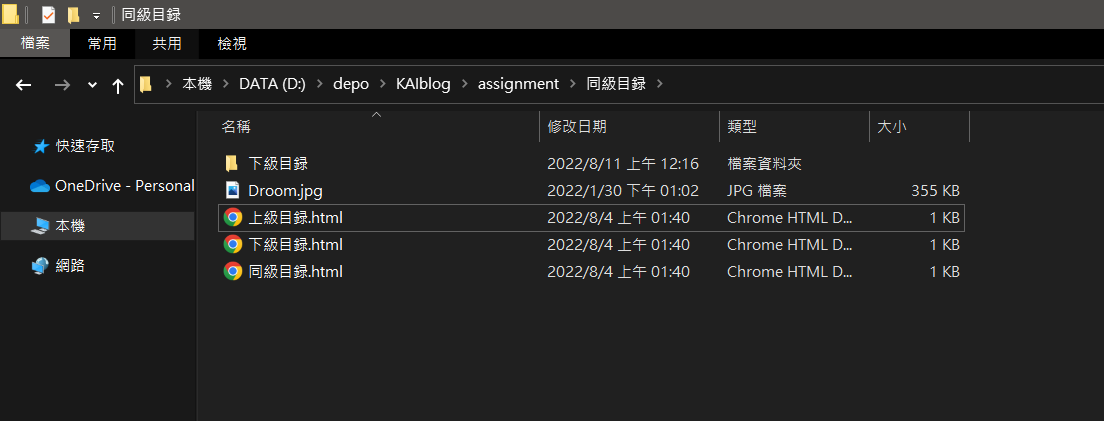 同級目録
檔案 常用 共用 檢視
本機 DATA (D:) depo KAIblog assignment 同級目録
名稱 修改日期 類型 大小
快速存取
OneDrive - Personal
本機
網路
下級目録 2022/8/11 上午 12:16 檔案資料夾
Droom.jpg 2022/1/30 下午 01:02 JPG 檔案 355 KB
上級目録.html 2022/8/4 上午 01:40 Chrome HTML D... 1 KB
下級目録.html 2022/8/4 上午 01:40 Chrome HTML D... 1 KB
同級目録.html 2022/8/4 上午 01:40 Chrome HTML D... 1 KB